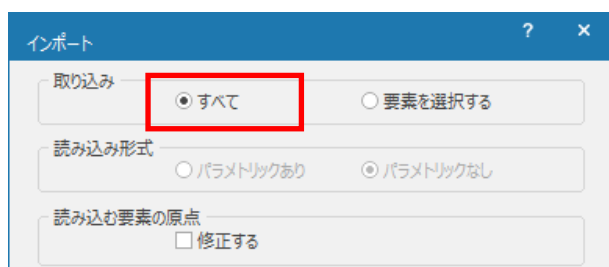 インポート ? ×
取り込み
すべて 要素を選択する
読み込み形式
パラメトリックあり パラメトリックなし
読み込む要素の原点
修正する